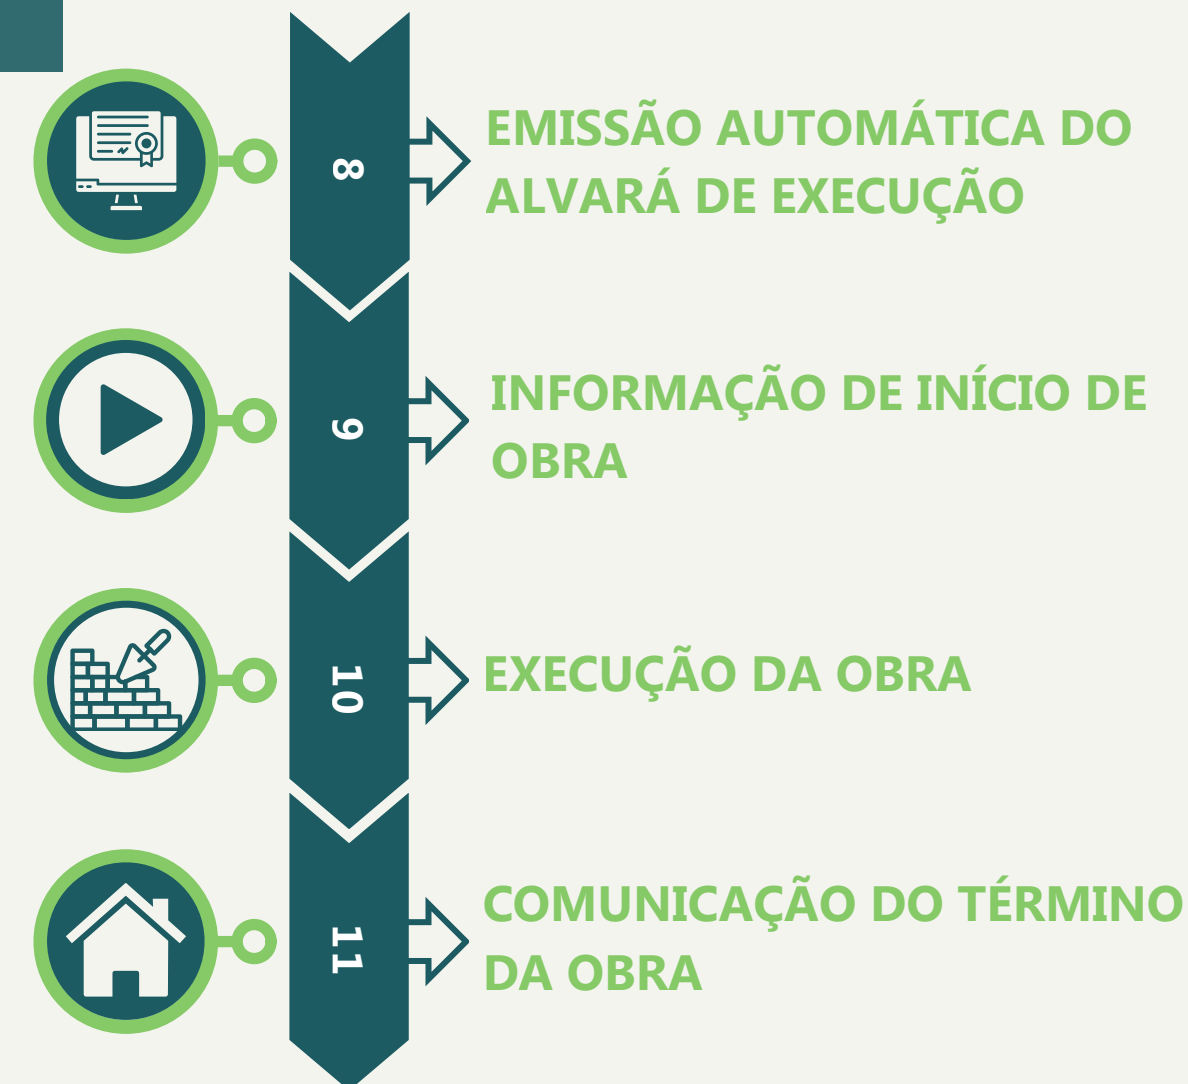 8
EMISSÃO AUTOMÁTICA DO
ALVARÁ DE EXECUÇÃO
9
INFORMAÇÃO DE INÍCIO DE
OBRA
10
EXECUÇÃO DA OBRA
11
COMUNICAÇÃO DO TÉRMINO
DA OBRA